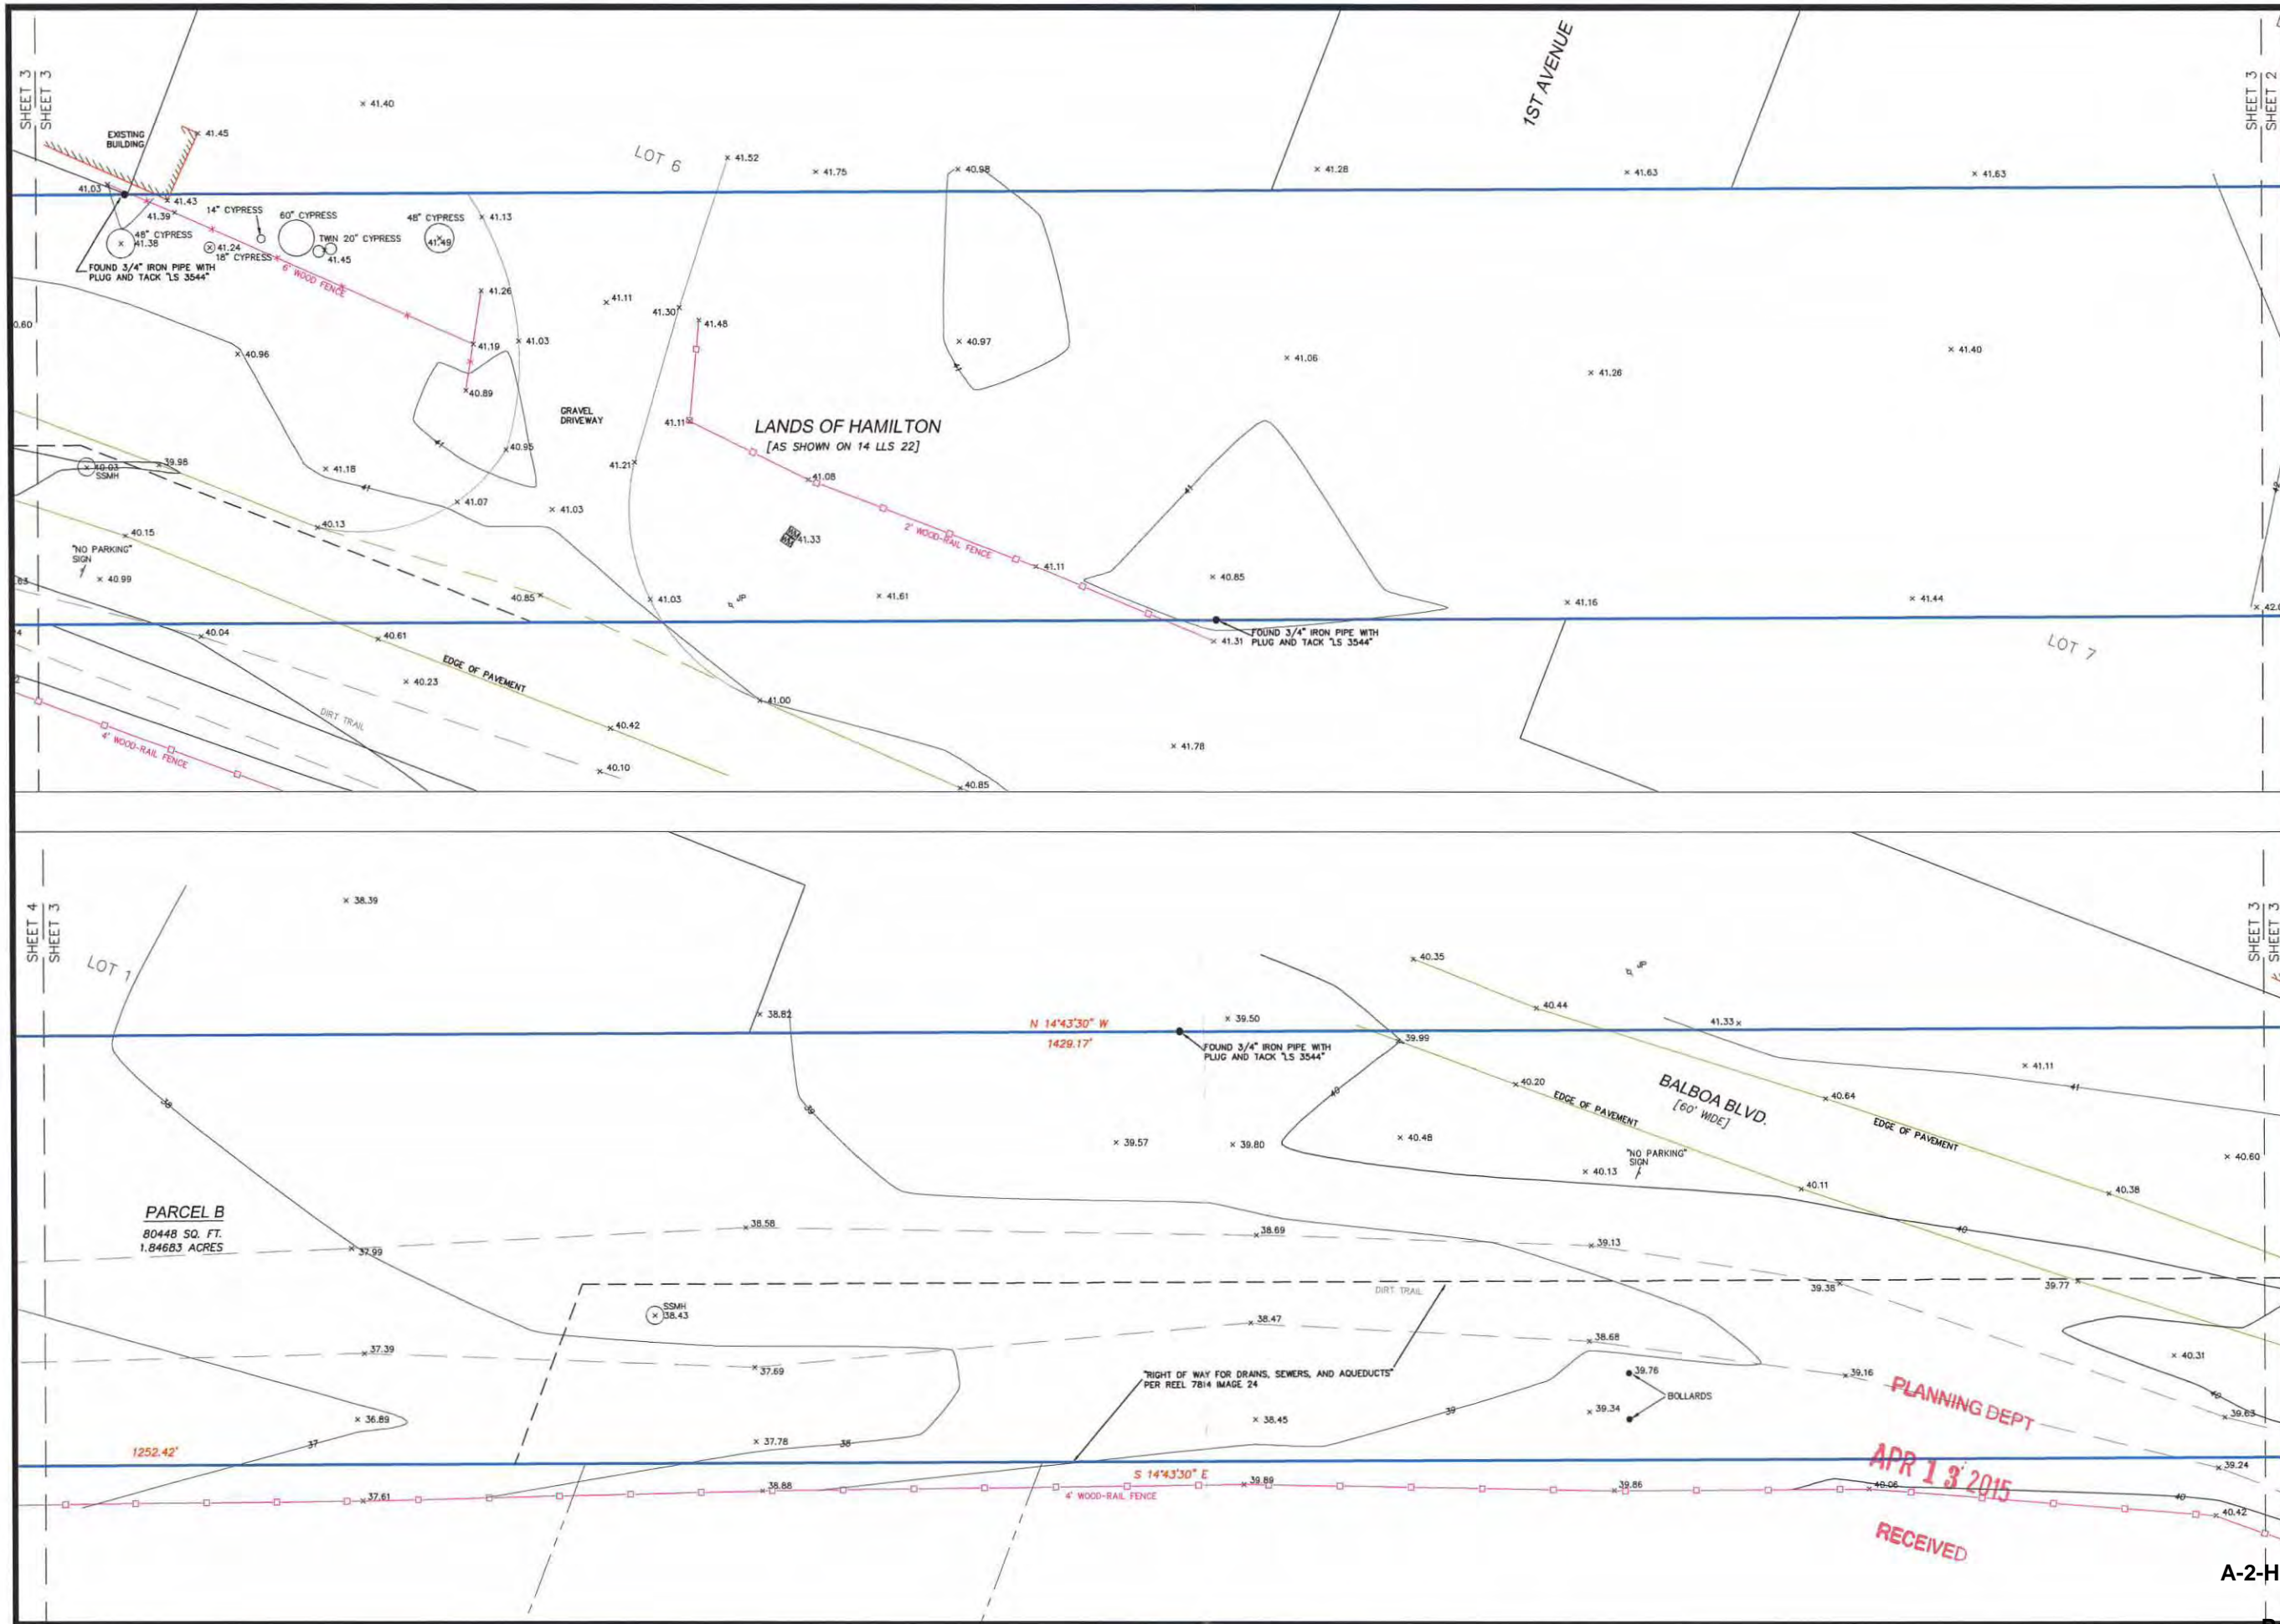 SHEET 3
SHEET 3
1ST AVENUE
SHEET 3
SHEET 2
× 41.40
EXISTING
BUILDING
× 41.45
LOT 6
× 41.52
× 41.75
× 40.98
× 41.28
× 41.63
× 41.63
41.03
× 41.43
41.39
14" CYPRESS
60" CYPRESS
48" CYPRESS
× 41.13
48" CYPRESS
41.38
41.24
18" CYPRESS
TWIN 20" CYPRESS
41.45
41.49
FOUND 3/4" IRON PIPE WITH
PLUG AND TACK "LS 3544"
6' WOOD FENCE
× 41.26
× 41.11
41.30
× 41.48
0.60
× 40.96
× 41.19
× 41.03
× 40.97
41
× 41.06
× 41.26
× 41.40
× 40.89
GRAVEL
DRIVEWAY
41.11
LANDS OF HAMILTON
[AS SHOWN ON 14 LLS 22]
41
× 40.95
40.03
SSMH
39.98
× 41.18
41
41.21
× 41.08
41
× 41.07
× 41.03
40.13
40.15
2' WOOD-RAIL FENCE
41.33
"NO PARKING"
SIGN
× 40.99
× 41.11
× 40.85
40.85
× 41.03
JP
× 41.61
× 41.16
× 41.44
40.04
40.61
× 41.31
FOUND 3/4" IRON PIPE WITH
PLUG AND TACK "LS 3544"
LOT 7
EDGE OF PAVEMENT
× 40.23
DIRT TRAIL
41.00
40.42
4' WOOD-RAIL FENCE
× 41.78
40.10
40.85
SHEET 4
SHEET 3
× 38.39
SHEET 3
SHEET 3
LOT 1
× 40.35
JP
× 40.44
× 38.82
N 14°43'30" W
1429.17'
× 39.50
41.33 ×
FOUND 3/4" IRON PIPE WITH
PLUG AND TACK "LS 3544"
39.99
× 41.11
41
40.20
BALBOA BLVD.
[60' WIDE]
38
39
40
EDGE OF PAVEMENT
40.64
EDGE OF PAVEMENT
× 39.57
× 39.80
× 40.48
"NO PARKING"
SIGN
× 40.13
× 40.60
40.11
40.38
PARCEL B
80448 SQ. FT.
1.84683 ACRES
38.58
38.69
39.13
40
37.99
39.38
39.77
DIRT TRAIL
SSMH
38.43
38.47
38.68
37.39
37.69
"RIGHT OF WAY FOR DRAINS, SEWERS, AND AQUEDUCTS"
PER REEL 7814 IMAGE 24
39.76
39.16
× 40.31
BOLLARDS
PLANNING DEPT
× 36.89
37
× 37.78
38
× 38.45
39
× 39.34
40
39.63
1252.42'
S 14°43'30" E
APR 13 2015
39.24
37.61
38.88
39.89
4' WOOD-RAIL FENCE
39.86
40.06
40
40.42
RECEIVED
A-2-H